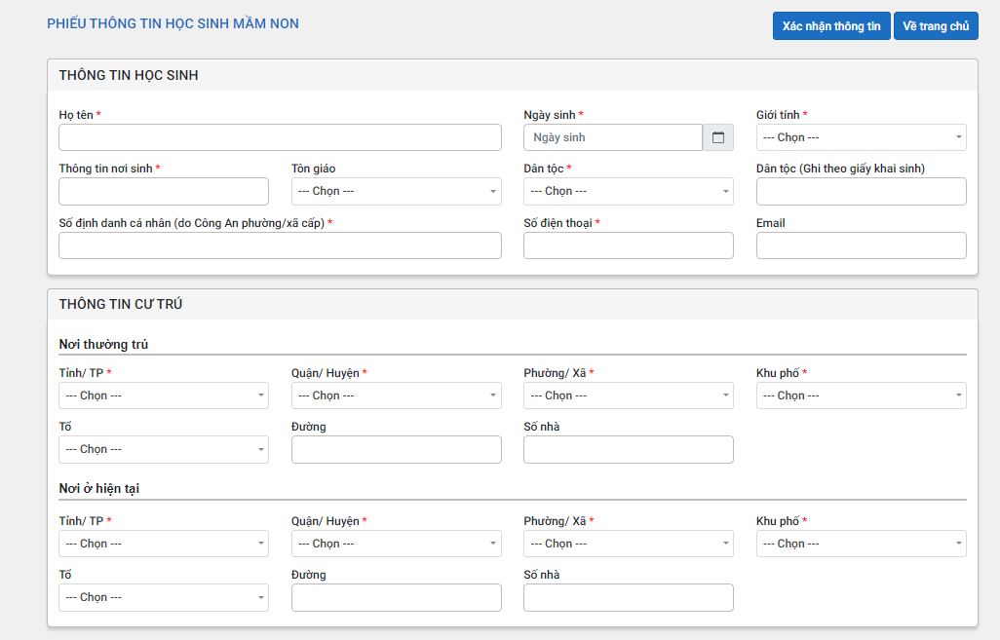 PHIẾU THÔNG TIN HỌC SINH MẦM NON
Xác nhận thông tin
Về trang chủ
THÔNG TIN HỌC SINH
Họ tên * Ngày sinh * Giới tính *
Ngày sinh --- Chọn ---
Thông tin nơi sinh * Tôn giáo Dân tộc * Dân tộc (Ghi theo giấy khai sinh)
--- Chọn --- --- Chọn ---
Số định danh cá nhân (do Công An phường/xã cấp) * Số điện thoại * Email
THÔNG TIN CƯ TRÚ
Nơi thường trú
Tỉnh/ TP * Quận/ Huyện * Phường/ Xã * Khu phố *
--- Chọn --- --- Chọn --- --- Chọn --- --- Chọn ---
Tổ Đường Số nhà
--- Chọn ---
Nơi ở hiện tại
Tỉnh/ TP * Quận/ Huyện * Phường/ Xã * Khu phố *
--- Chọn --- --- Chọn --- --- Chọn --- --- Chọn ---
Tổ Đường Số nhà
--- Chọn ---